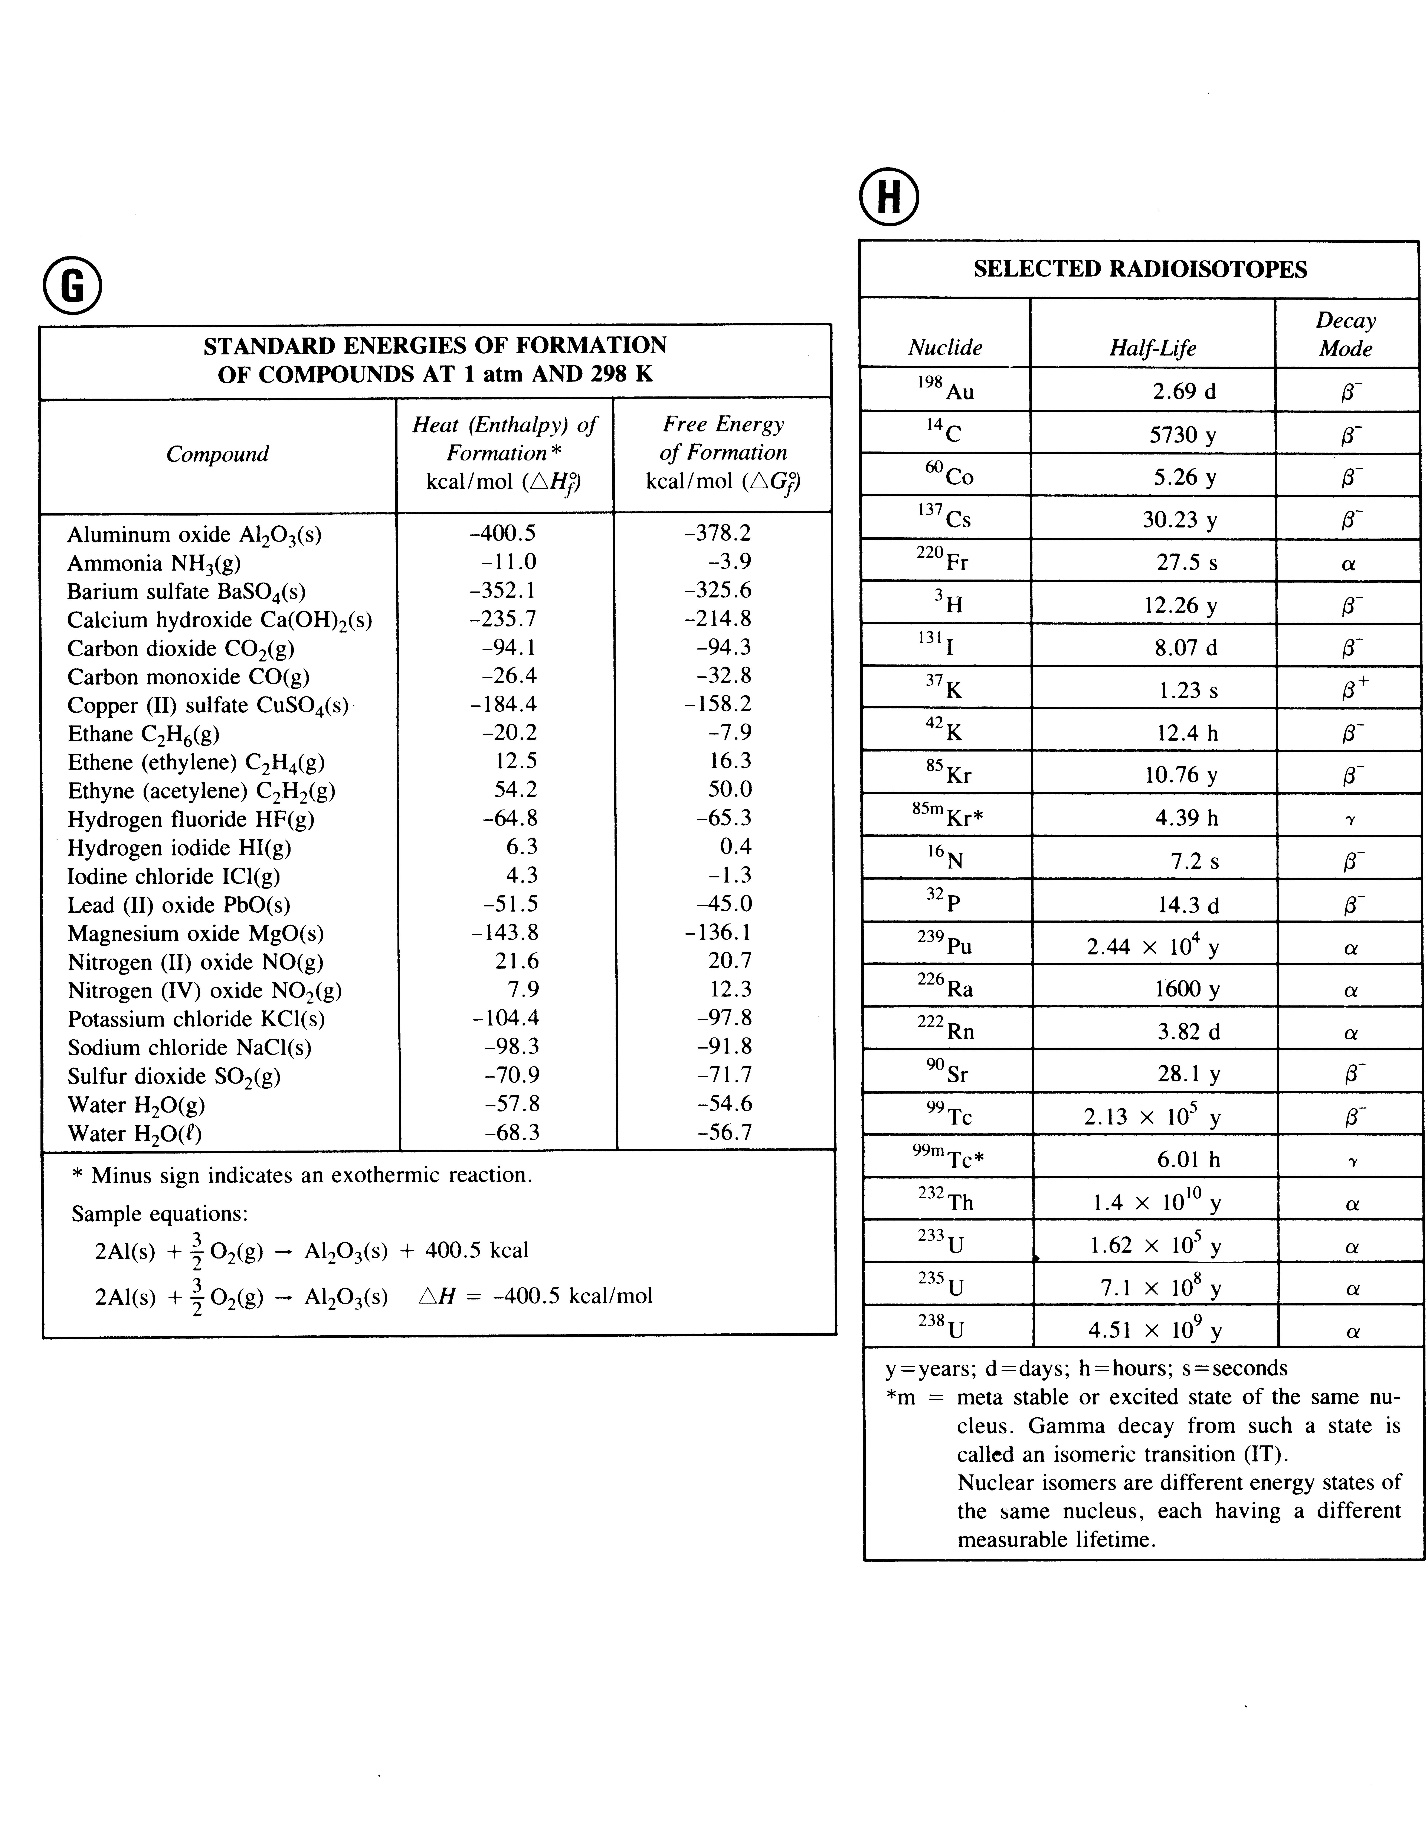 G
STANDARD ENERGIES OF FORMATION
OF COMPOUNDS AT 1 atm AND 298 K
Compound
Heat (Enthalpy) of
Formation*
kcal/mol (△H°f)
Free Energy
of Formation
kcal/mol (△G°f)
Aluminum oxide Al₂O₃(s) –400.5 –378.2
Ammonia NH₃(g) –11.0 –3.9
Barium sulfate BaSO₄(s) –352.1 –325.6
Calcium hydroxide Ca(OH)₂(s) –235.7 –214.8
Carbon dioxide CO₂(g) –94.1 –94.3
Carbon monoxide CO(g) –26.4 –32.8
Copper (II) sulfate CuSO₄(s) –184.4 –158.2
Ethane C₂H₆(g) –20.2 –7.9
Ethene (ethylene) C₂H₄(g) 12.5 16.3
Ethyne (acetylene) C₂H₂(g) 54.2 50.0
Hydrogen fluoride HF(g) –64.8 –65.3
Hydrogen iodide HI(g) 6.3 0.4
Iodine chloride ICl(g) 4.3 –1.3
Lead (II) oxide PbO(s) –51.5 –45.0
Magnesium oxide MgO(s) –143.8 –136.1
Nitrogen (II) oxide NO(g) 21.6 20.7
Nitrogen (IV) oxide NO₂(g) 7.9 12.3
Potassium chloride KCl(s) –104.4 –97.8
Sodium chloride NaCl(s) –98.3 –91.8
Sulfur dioxide SO₂(g) –70.9 –71.7
Water H₂O(g) –57.8 –54.6
Water H₂O(ℓ) –68.3 –56.7
* Minus sign indicates an exothermic reaction.
Sample equations:
2Al(s) + 3/2 O₂(g) → Al₂O₃(s) + 400.5 kcal
2Al(s) + 3/2 O₂(g) → Al₂O₃(s) △H = –400.5 kcal/mol
H
SELECTED RADIOISOTOPES
Nuclide
Half-Life
Decay
Mode
¹⁹⁸Au 2.69 d β⁻
¹⁴C 5730 y β⁻
⁶⁰Co 5.26 y β⁻
¹³⁷Cs 30.23 y β⁻
²²⁰Fr 27.5 s α
³H 12.26 y β⁻
¹³¹I 8.07 d β⁻
³⁷K 1.23 s β⁺
⁴²K 12.4 h β⁻
⁸⁵Kr 10.76 y β⁻
⁸⁵ᵐKr* 4.39 h γ
¹⁶N 7.2 s β⁻
³²P 14.3 d β⁻
²³⁹Pu 2.44 × 10⁴ y α
²²⁶Ra 1600 y α
²²²Rn 3.82 d α
⁹⁰Sr 28.1 y β⁻
⁹⁹Tc 2.13 × 10⁵ y β⁻
⁹⁹ᵐTc* 6.01 h γ
²³²Th 1.4 × 10¹⁰ y α
²³³U 1.62 × 10⁵ y α
²³⁵U 7.1 × 10⁸ y α
²³⁸U 4.51 × 10⁹ y α
y=years; d=days; h=hours; s=seconds
*m = meta stable or excited state of the same nu-
cleus. Gamma decay from such a state is
called an isomeric transition (IT).
Nuclear isomers are different energy states of
the same nucleus, each having a different
measurable lifetime.